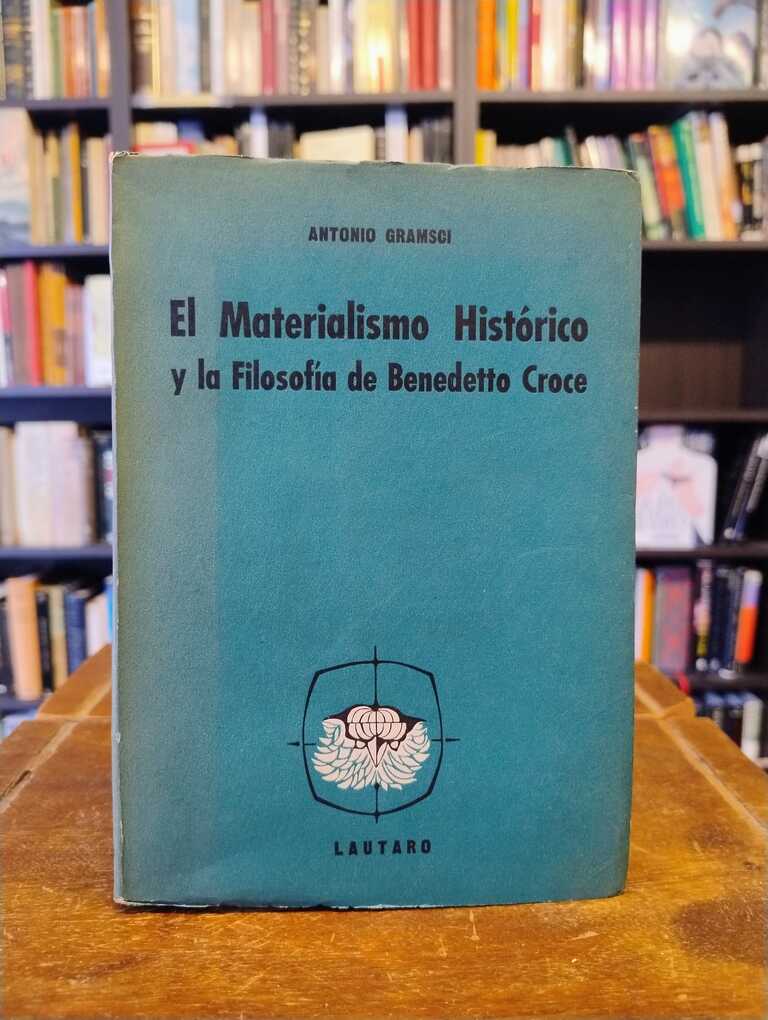 ANTONIO GRAMSCI
El Materialismo Histórico
y la Filosofía de Benedetto Croce
LAUTARO